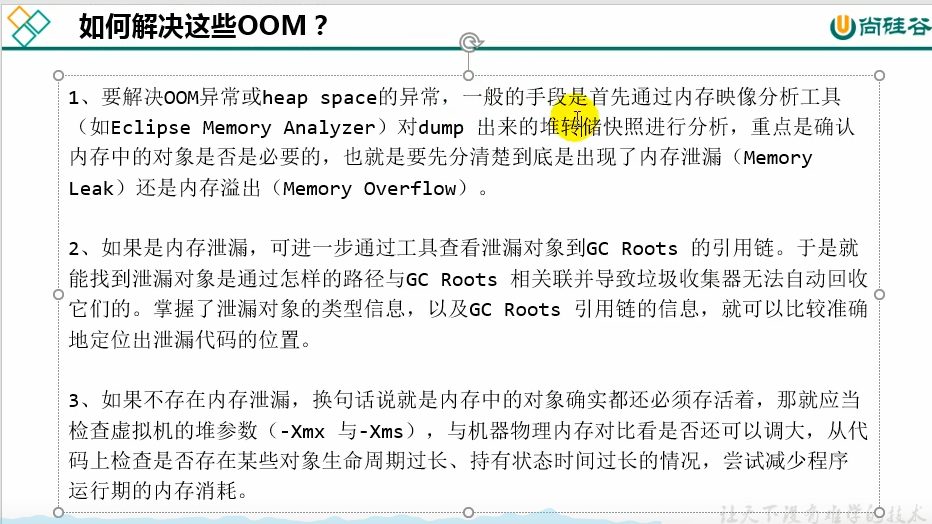 如何解决这些OOM？
尚硅谷
1、要解决OOM异常或heap space的异常，一般的手段是首先通过内存映像分析工具
（如Eclipse Memory Analyzer）对dump 出来的堆转储快照进行分析，重点是确认
内存中的对象是否是必要的，也就是要先分清楚到底是出现了内存泄漏（Memory
Leak）还是内存溢出（Memory Overflow）。
2、如果是内存泄漏，可进一步通过工具查看泄漏对象到GC Roots 的引用链。于是就
能找到泄漏对象是通过怎样的路径与GC Roots 相关联并导致垃圾收集器无法自动回收
它们的。掌握了泄漏对象的类型信息，以及GC Roots 引用链的信息，就可以比较准确
地定位出泄漏代码的位置。
3、如果不存在内存泄漏，换句话说就是内存中的对象确实都还必须存活着，那就应当
检查虚拟机的堆参数（-Xmx 与-Xms），与机器物理内存对比看是否还可以调大，从代
码上检查是否存在某些对象生命周期过长、持有状态时间过长的情况，尝试减少程序
运行期的内存消耗。
让天下没有难学的技术